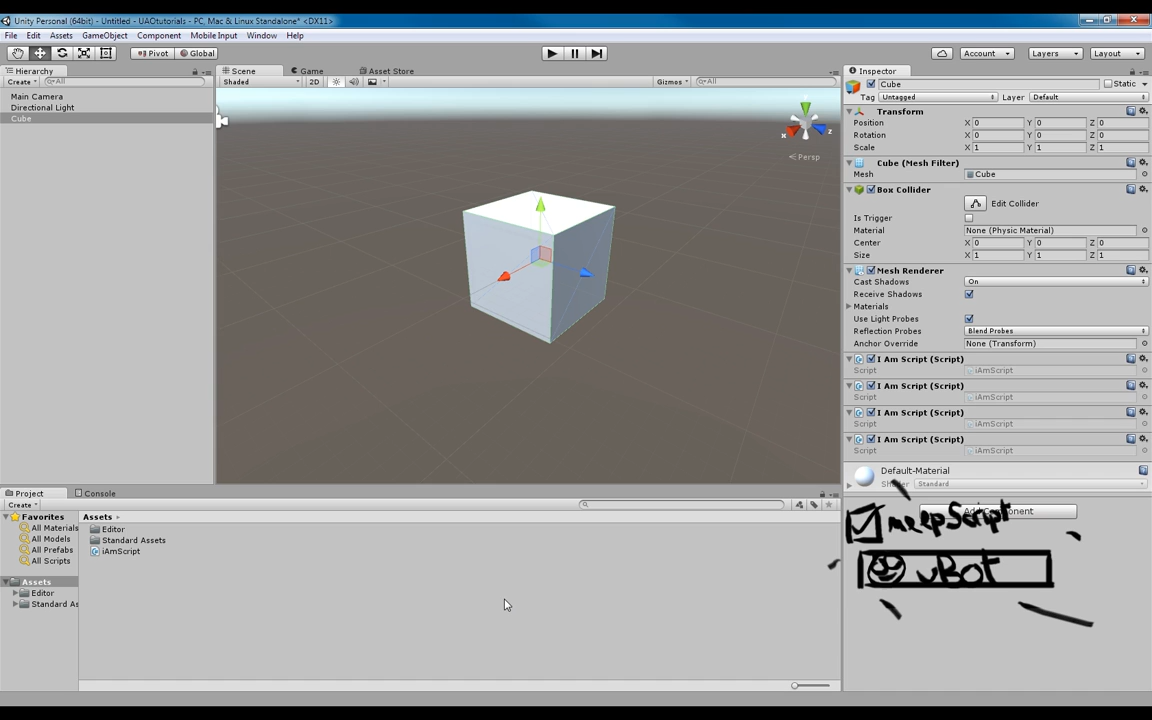 Unity Personal (64bit) - Untitled - UAOtutorials - PC, Mac & Linux Standalone* <DX11>
File Edit Assets GameObject Component Mobile Input Window Help
Pivot Global Account Layers Layout
Hierarchy
Create All
Main Camera
Directional Light
Cube
Scene Game Asset Store
Shaded 2D Gizmos All
y
x z
Persp
Inspector
Cube Static
Tag Untagged Layer Default
Transform
Position X 0 Y 0 Z 0
Rotation X 0 Y 0 Z 0
Scale X 1 Y 1 Z 1
Cube (Mesh Filter)
Mesh Cube
Box Collider
Edit Collider
Is Trigger
Material None (Physic Material)
Center X 0 Y 0 Z 0
Size X 1 Y 1 Z 1
Mesh Renderer
Cast Shadows On
Receive Shadows
Materials
Use Light Probes
Reflection Probes Blend Probes
Anchor Override None (Transform)
I Am Script (Script)
Script iAmScript
I Am Script (Script)
Script iAmScript
I Am Script (Script)
Script iAmScript
I Am Script (Script)
Script iAmScript
Default-Material
Shader Standard
Add Component
meepScript
uBot
Project Console
Create
Favorites
All Materials
All Models
All Prefabs
All Scripts
Assets
Editor
Standard As
Assets
Editor
Standard Assets
iAmScript